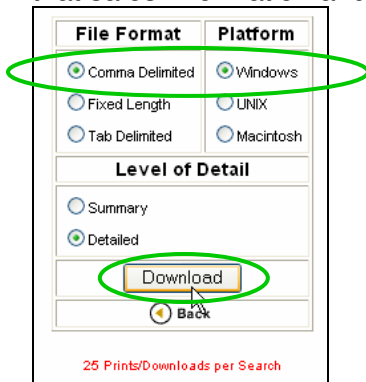 File Format Platform
Comma Delimited Windows
Fixed Length UNIX
Tab Delimited Macintosh
Level of Detail
Summary
Detailed
Download
Back
25 Prints/Downloads per Search